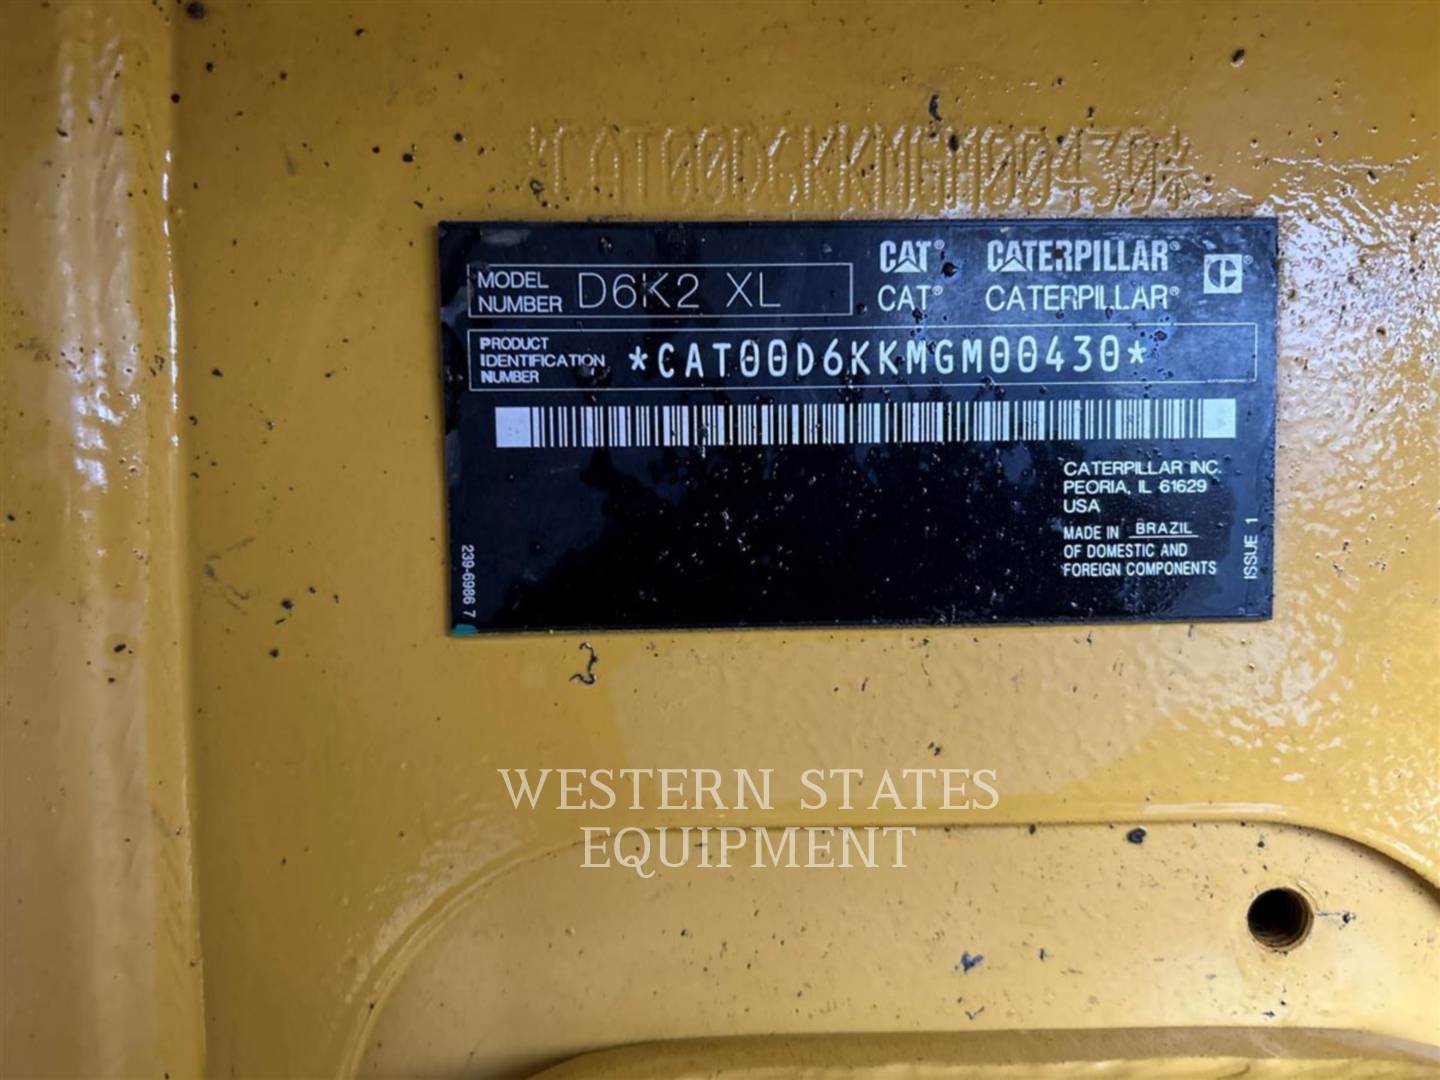 *CAT00D6KKMGM00430*
MODEL NUMBER D6K2 XL
CAT® CATERPILLAR®
CAT® CATERPILLAR®
PRODUCT IDENTIFICATION NUMBER *CAT00D6KKMGM00430*
CATERPILLAR INC.
PEORIA, IL 61629
USA
MADE IN BRAZIL
OF DOMESTIC AND
FOREIGN COMPONENTS
ISSUE 1
239-6986 7
WESTERN STATES
EQUIPMENT